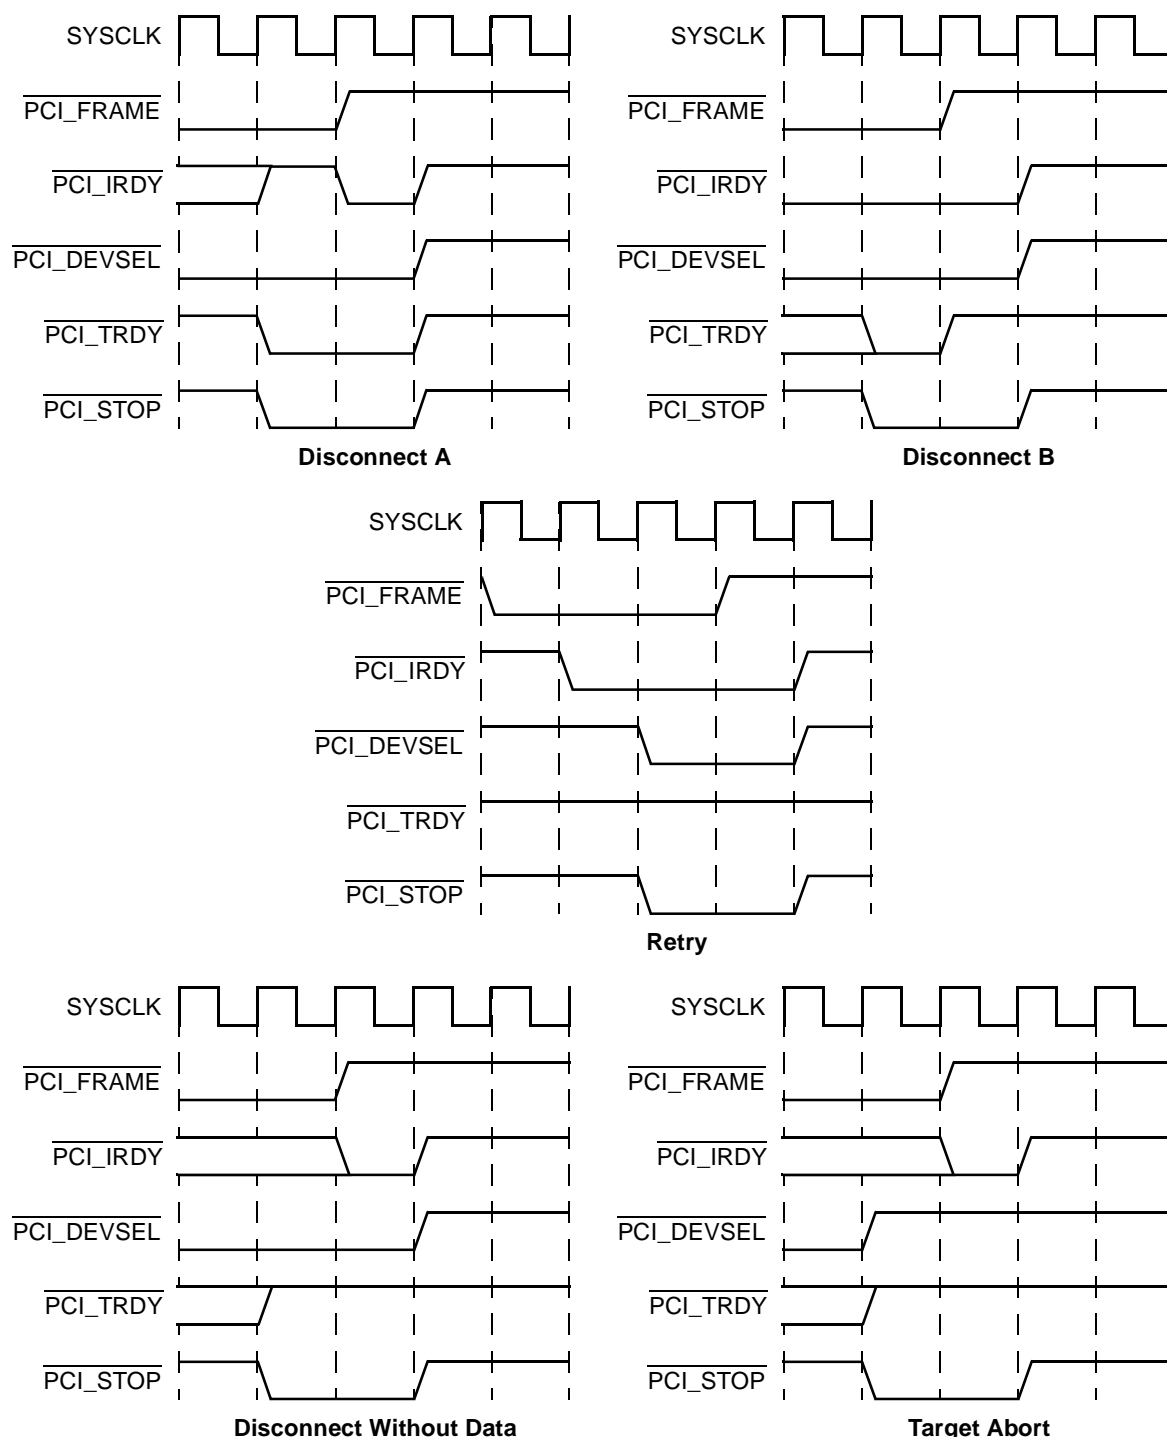 SYSCLK
PCI_FRAME
PCI_IRDY
PCI_DEVSEL
PCI_TRDY
PCI_STOP
Disconnect A
SYSCLK
PCI_FRAME
PCI_IRDY
PCI_DEVSEL
PCI_TRDY
PCI_STOP
Disconnect B
SYSCLK
PCI_FRAME
PCI_IRDY
PCI_DEVSEL
PCI_TRDY
PCI_STOP
Retry
SYSCLK
PCI_FRAME
PCI_IRDY
PCI_DEVSEL
PCI_TRDY
PCI_STOP
Disconnect Without Data
SYSCLK
PCI_FRAME
PCI_IRDY
PCI_DEVSEL
PCI_TRDY
PCI_STOP
Target Abort